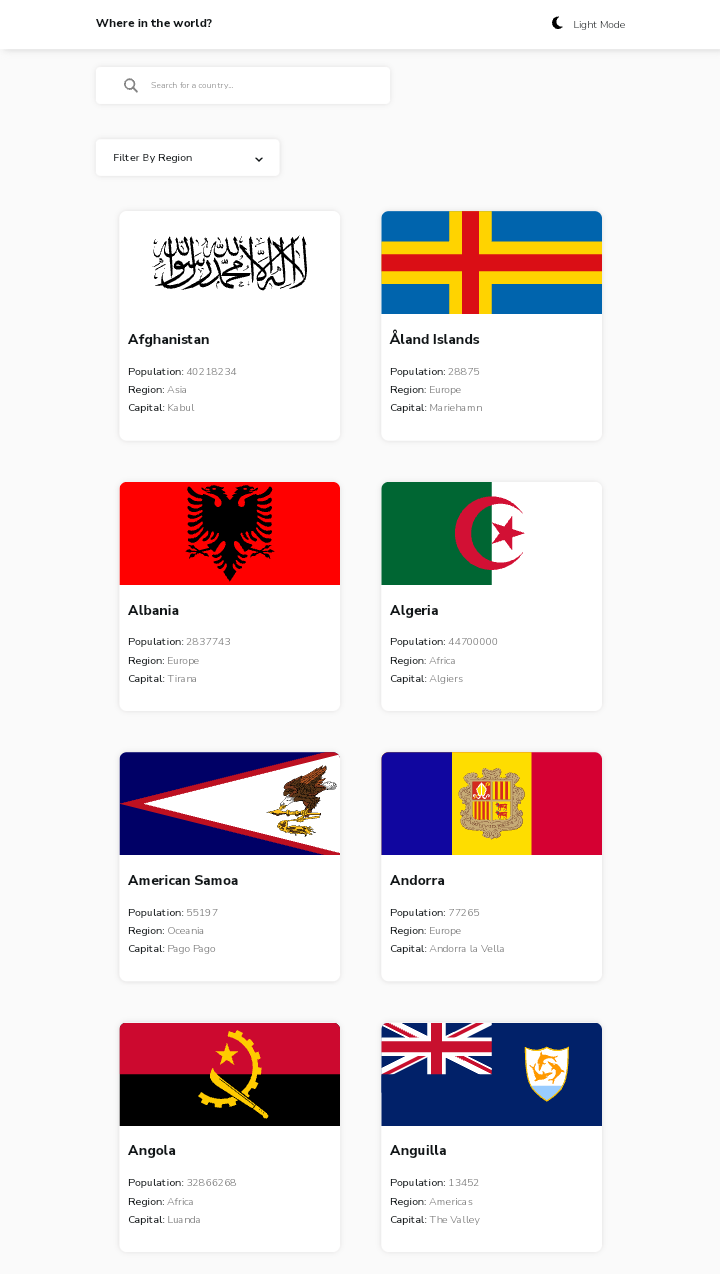 Where in the world?
Light Mode
Search for a country...
Filter By Region
لا إله إلا الله محمد رسول الله
Afghanistan
Population: 40218234
Region: Asia
Capital: Kabul
Åland Islands
Population: 28875
Region: Europe
Capital: Mariehamn
Albania
Population: 2837743
Region: Europe
Capital: Tirana
Algeria
Population: 44700000
Region: Africa
Capital: Algiers
American Samoa
Population: 55197
Region: Oceania
Capital: Pago Pago
Andorra
Population: 77265
Region: Europe
Capital: Andorra la Vella
Angola
Population: 32866268
Region: Africa
Capital: Luanda
Anguilla
Population: 13452
Region: Americas
Capital: The Valley